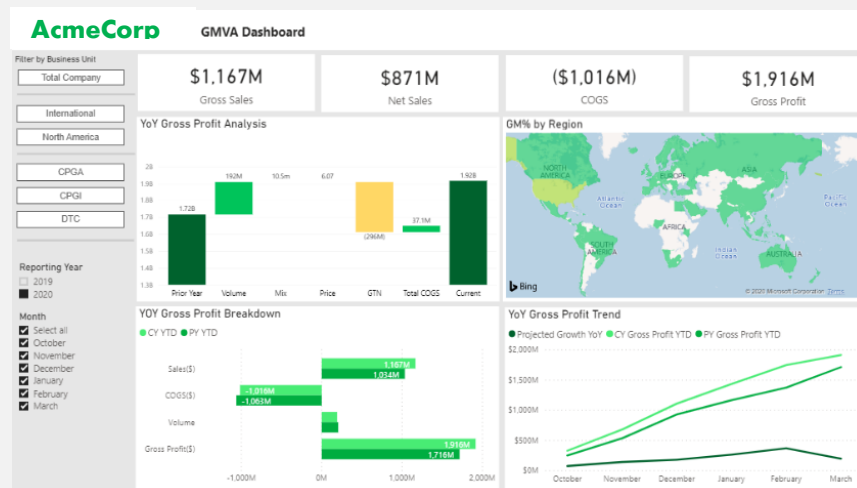 AcmeCorp
GMVA Dashboard
Filter by Business Unit
Total Company
International
North America
CPGA
CPGI
DTC
Reporting Year
2019
2020
Month
Select all
October
November
December
January
February
March
$1,167M
Gross Sales
$871M
Net Sales
($1,016M)
COGS
$1,916M
Gross Profit
YoY Gross Profit Analysis
2B
1.9B
1.8B
1.7B
1.6B
1.5B
1.4B
1.3B
1.72B
192M
10.5m
6.07
(296M)
37.1M
1.92B
Prior Year
Volume
Mix
Price
GTN
Total COGS
Current
GM% by Region
NORTH
AMERICA
EUROPE
ASIA
Atlantic
Ocean
Pacific
Ocean
AFRICA
SOUTH
AMERICA
Indian
Ocean
AUSTRALIA
Bing
© 2020 Microsoft Corporation Terms
YOY Gross Profit Breakdown
CY YTD PY YTD
Sales($)
1,167M
1,034M
COGS($)
-1,016M
-1,063M
Volume
Gross Profit($)
1,916M
1,716M
-1,000M
0M
1,000M
2,000M
YoY Gross Profit Trend
Projected Growth YoY CY Gross Profit YTD PY Gross Profit YTD
$2,000M
$1,500M
$1,000M
$500M
$0M
October
November
December
January
February
March